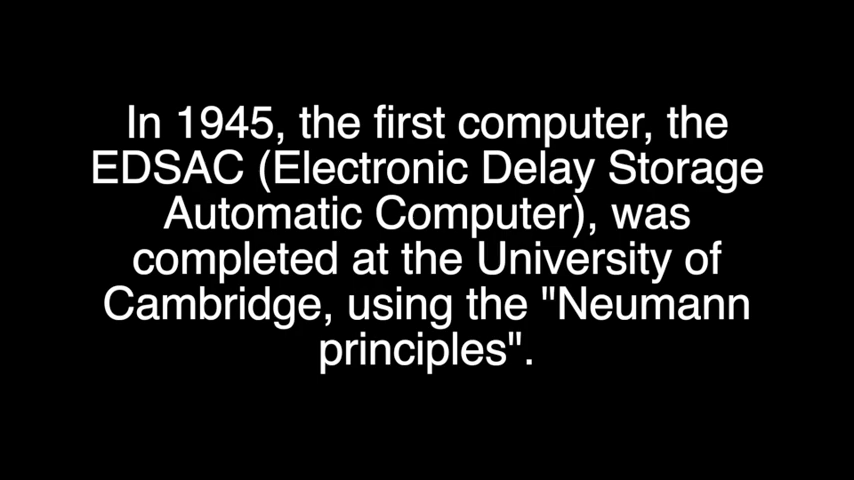 In 1945, the first computer, the
EDSAC (Electronic Delay Storage
Automatic Computer), was
completed at the University of
Cambridge, using the "Neumann
principles".